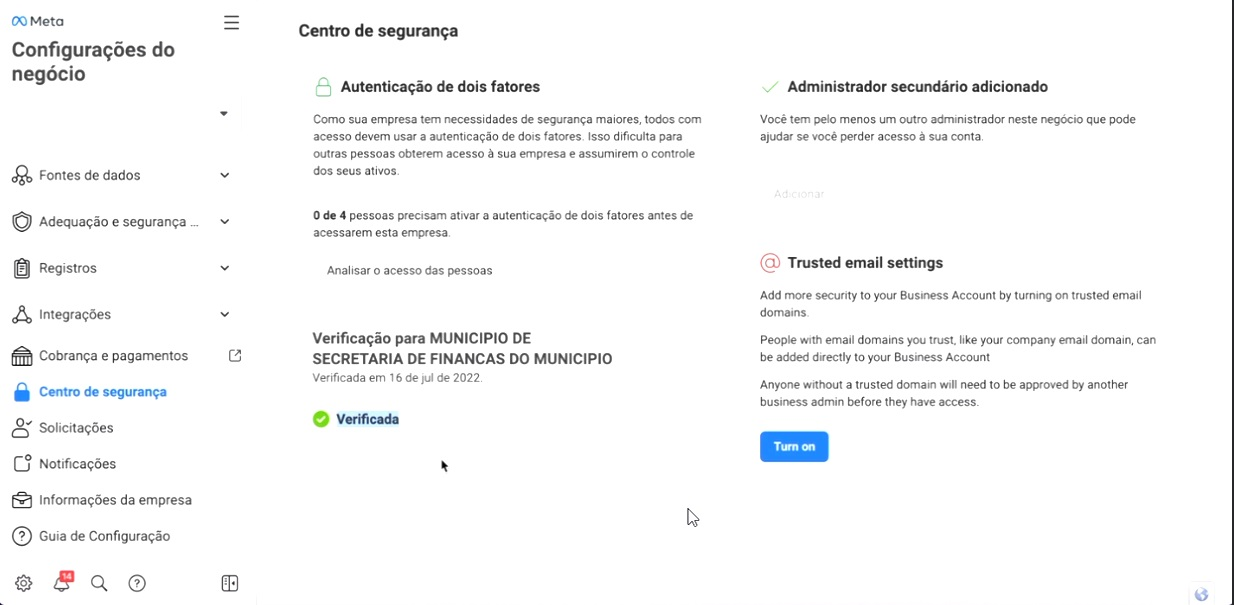 Meta
Configurações do
negócio
Fontes de dados
Adequação e segurança ...
Registros
Integrações
Cobrança e pagamentos
Centro de segurança
Solicitações
Notificações
Informações da empresa
Guia de Configuração
14
Centro de segurança
Autenticação de dois fatores
Como sua empresa tem necessidades de segurança maiores, todos com
acesso devem usar a autenticação de dois fatores. Isso dificulta para
outras pessoas obterem acesso à sua empresa e assumirem o controle
dos seus ativos.
0 de 4 pessoas precisam ativar a autenticação de dois fatores antes de
acessarem esta empresa.
Analisar o acesso das pessoas
Verificação para MUNICIPIO DE
SECRETARIA DE FINANCAS DO MUNICIPIO
Verificada em 16 de jul de 2022.
Verificada
Administrador secundário adicionado
Você tem pelo menos um outro administrador neste negócio que pode
ajudar se você perder acesso à sua conta.
Adicionar
Trusted email settings
Add more security to your Business Account by turning on trusted email
domains.
People with email domains you trust, like your company email domain, can
be added directly to your Business Account
Anyone without a trusted domain will need to be approved by another
business admin before they have access.
Turn on